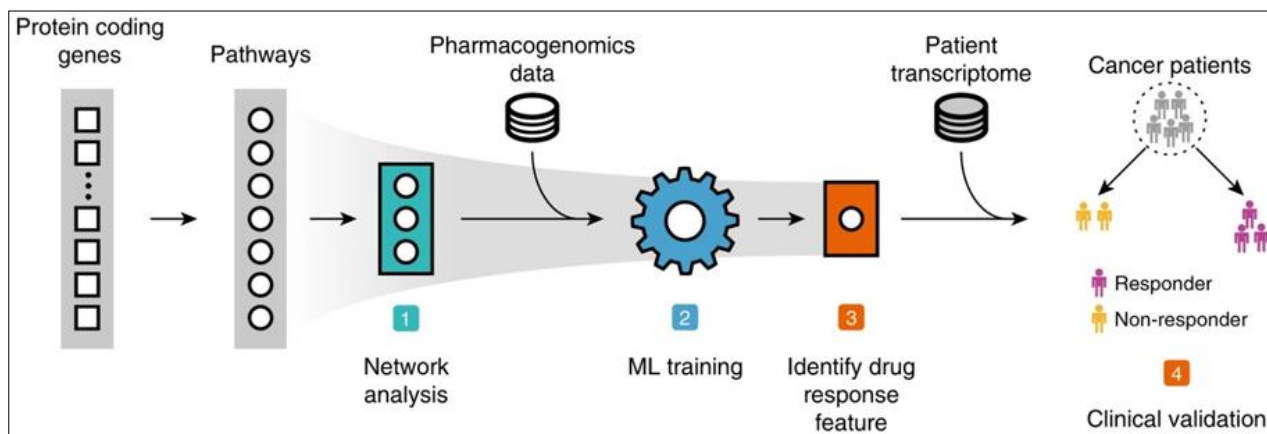 Protein coding
genes
Pathways
Pharmacogenomics
data
Patient
transcriptome
Cancer patients
Responder
Non-responder
1
Network
analysis
2
ML training
3
Identify drug
response
feature
4
Clinical validation